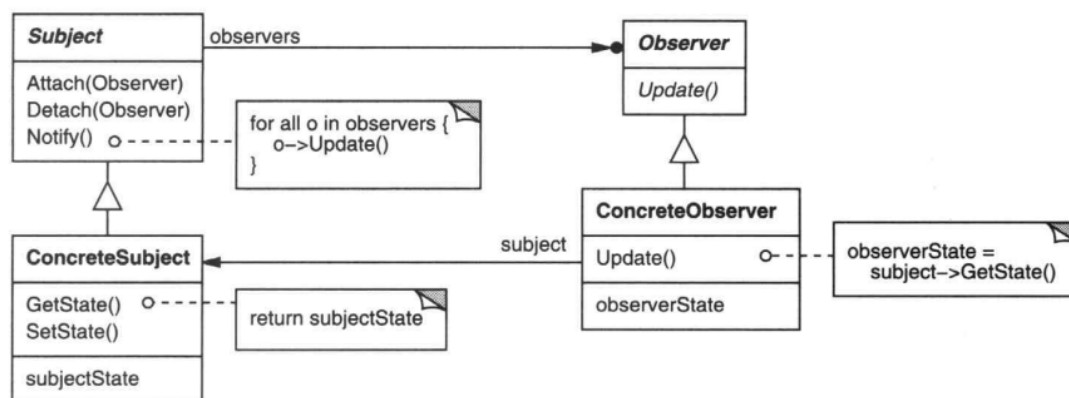 Subject
observers
Observer
Attach(Observer)
Detach(Observer)
Notify()
Update()
for all o in observers {
o->Update()
}
ConcreteSubject
subject
ConcreteObserver
GetState()
SetState()
return subjectState
Update()
observerState =
subject->GetState()
subjectState
observerState